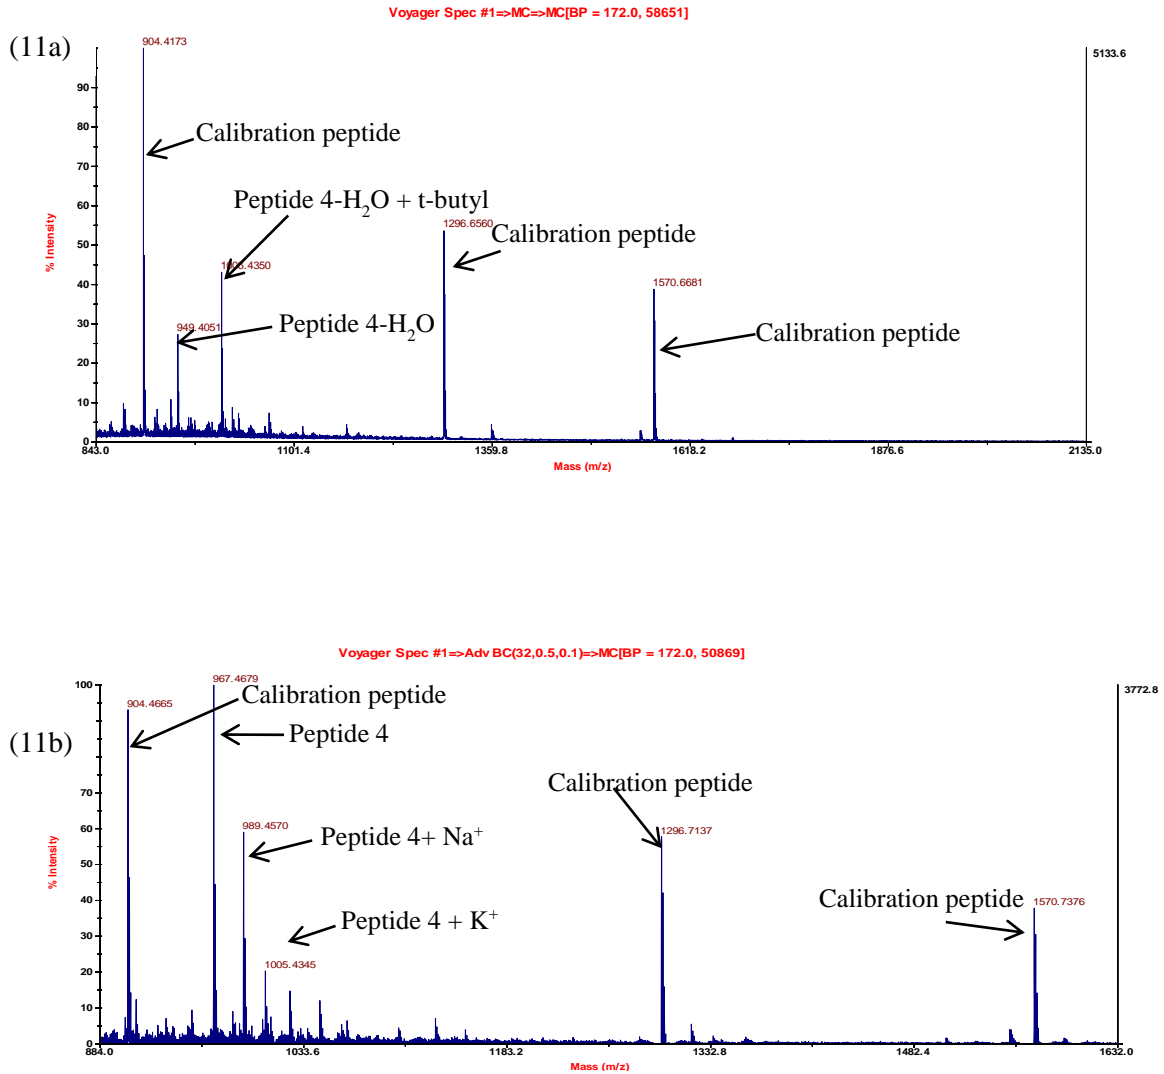 Voyager Spec #1=>MC=>MC[BP = 172.0, 58651]
(11a)
904.4173
5133.6
90
80
70
60
50
40
30
20
10
0
% Intensity
Calibration peptide
Peptide 4-H₂O + t-butyl
1296.6560
Calibration peptide
1570.6681
949.4051
Peptide 4-H₂O
Calibration peptide
843.0
1101.4
1359.8
1618.2
1876.6
2135.0
Mass (m/z)
Voyager Spec #1=>Adv BC(32,0.5,0.1)=>MC[BP = 172.0, 50869]
(11b)
967.4679
3772.8
100
80
70
60
50
40
30
20
10
0
% Intensity
904.4665
Calibration peptide
Peptide 4
Calibration peptide
989.4570
Peptide 4+ Na⁺
1296.7137
Calibration peptide
1570.7376
Peptide 4 + K⁺
1005.4345
884.0
1033.6
1183.2
1332.8
1482.4
1632.0
Mass (m/z)